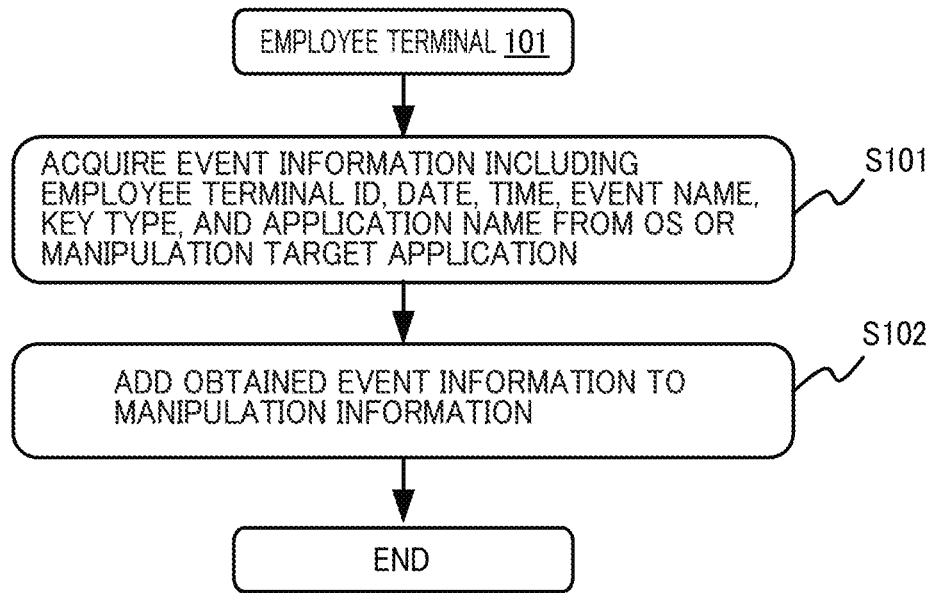 EMPLOYEE TERMINAL 101
ACQUIRE EVENT INFORMATION INCLUDING
EMPLOYEE TERMINAL ID, DATE, TIME, EVENT NAME,
KEY TYPE, AND APPLICATION NAME FROM OS OR
MANIPULATION TARGET APPLICATION
S101
ADD OBTAINED EVENT INFORMATION TO
MANIPULATION INFORMATION
S102
END